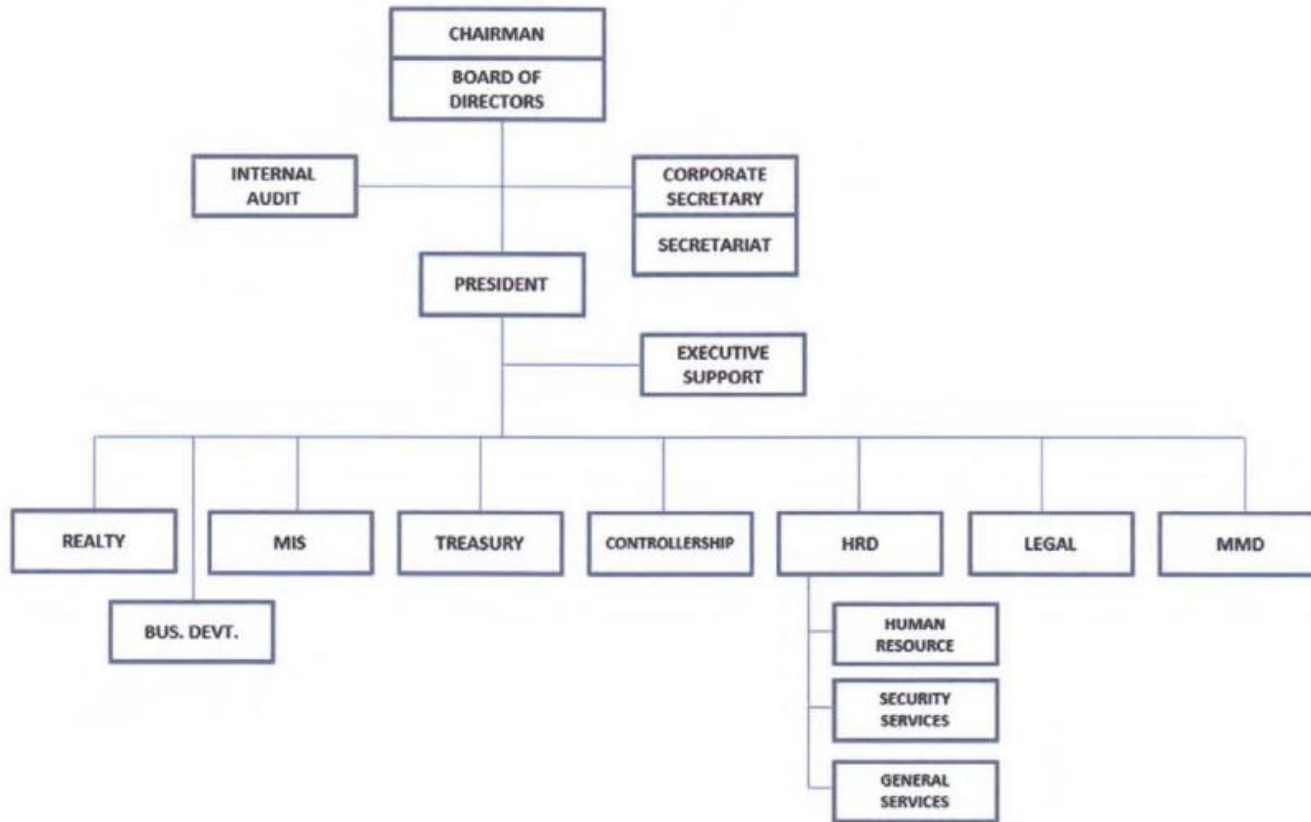 CHAIRMAN
BOARD OF
DIRECTORS
INTERNAL
AUDIT
CORPORATE
SECRETARY
SECRETARIAT
PRESIDENT
EXECUTIVE
SUPPORT
REALTY
MIS
TREASURY
CONTROLLERSHIP
HRD
LEGAL
MMD
BUS. DEVT.
HUMAN
RESOURCE
SECURITY
SERVICES
GENERAL
SERVICES